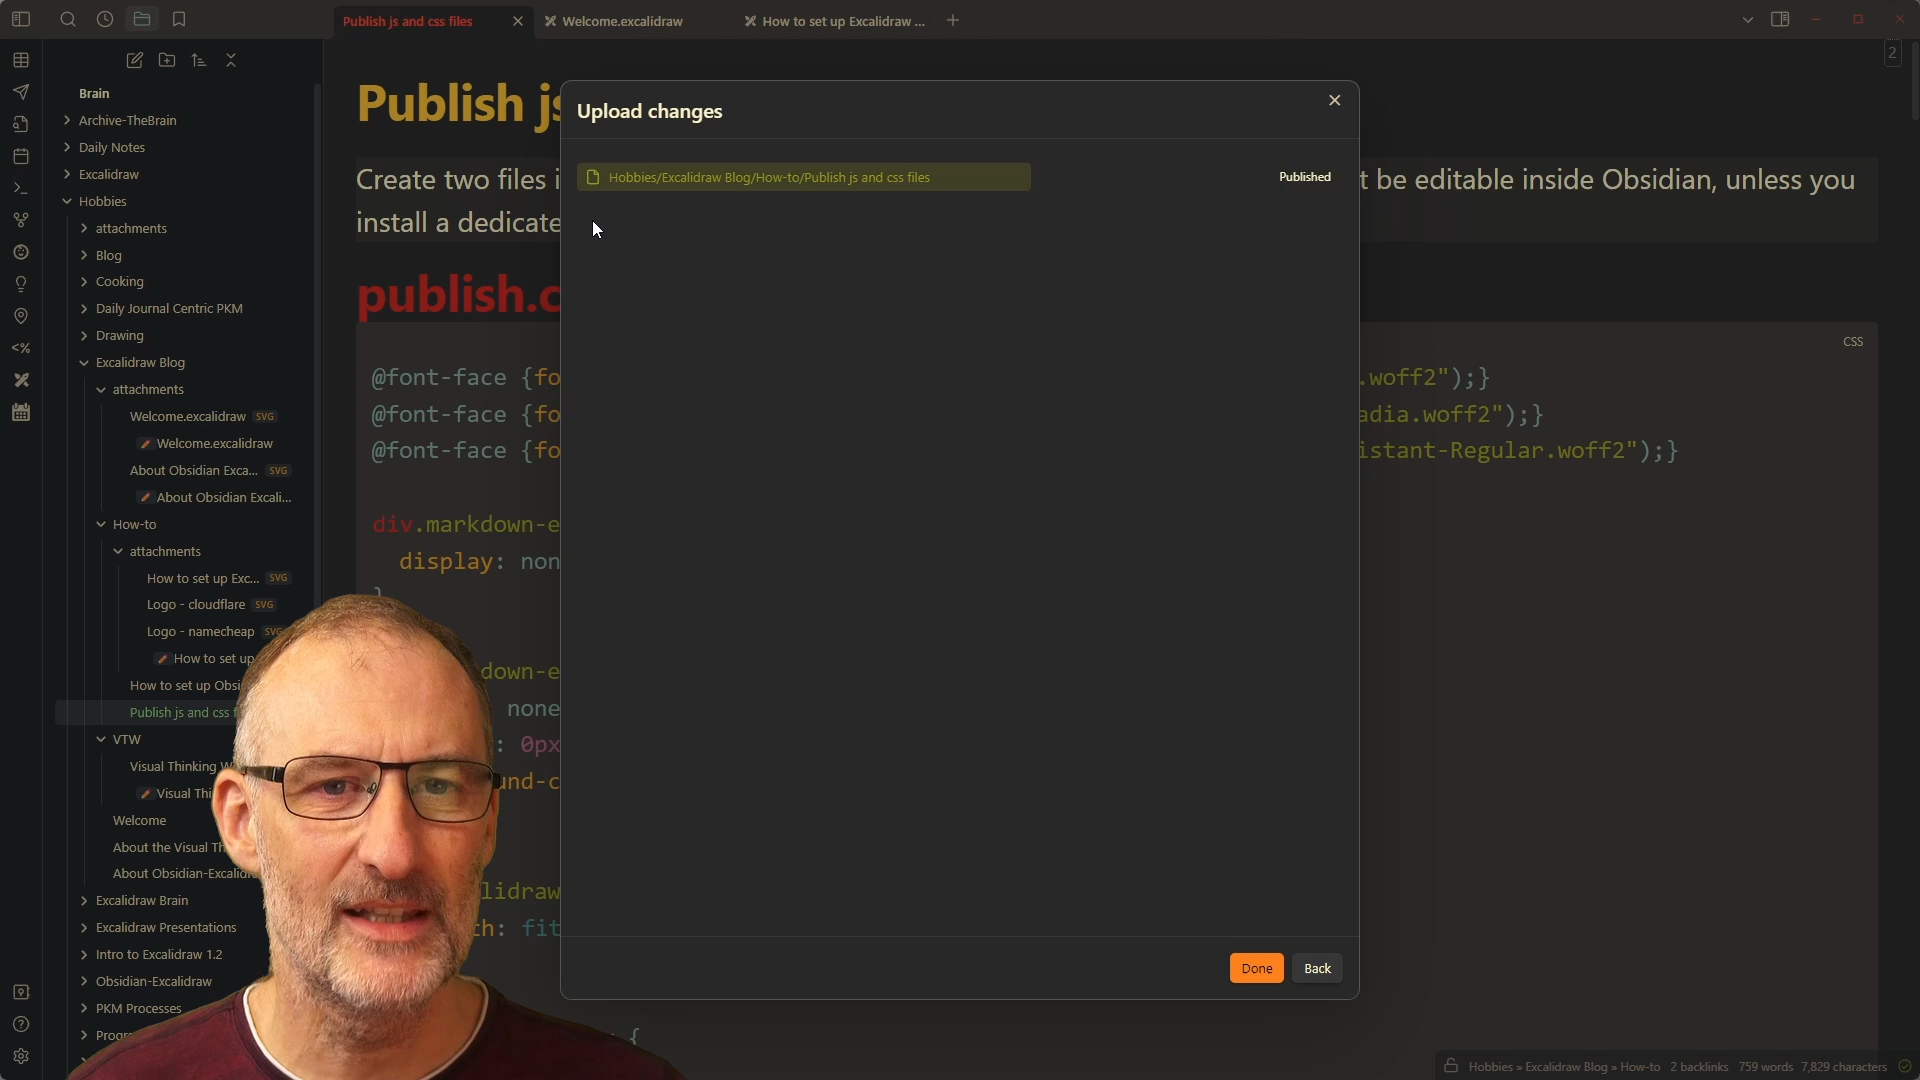 Publish js and css files
Welcome.excalidraw
How to set up Excalidraw ...
2
Brain
Archive-TheBrain
Daily Notes
Excalidraw
Hobbies
attachments
Blog
Cooking
Daily Journal Centric PKM
Drawing
Excalidraw Blog
attachments
Welcome.excalidraw SVG
Welcome.excalidraw
About Obsidian Exca... SVG
About Obsidian Excali...
How-to
attachments
How to set up Exc... SVG
Logo - cloudflare SVG
Logo - namecheap SVG
How to set up
How to set up Obsi
Publish js and css f
VTW
Visual Thinking W
Visual Thi
Welcome
About the Visual Th
About Obsidian-Excalidr
Excalidraw Brain
Excalidraw Presentations
Intro to Excalidraw 1.2
Obsidian-Excalidraw
PKM Processes
Progr
Publish js
Create two files i
t be editable inside Obsidian, unless you
install a dedicate
publish.c
CSS
@font-face {fo
.woff2");}
@font-face {fo
adia.woff2");}
@font-face {fo
istant-Regular.woff2");}
div.markdown-e
display: non
}
down-e
none
: 0px
und-c
lidraw
th: fit
{
Upload changes
Hobbies/Excalidraw Blog/How-to/Publish js and css files
Published
Done
Back
Hobbies » Excalidraw Blog » How-to 2 backlinks 759 words 7,829 characters